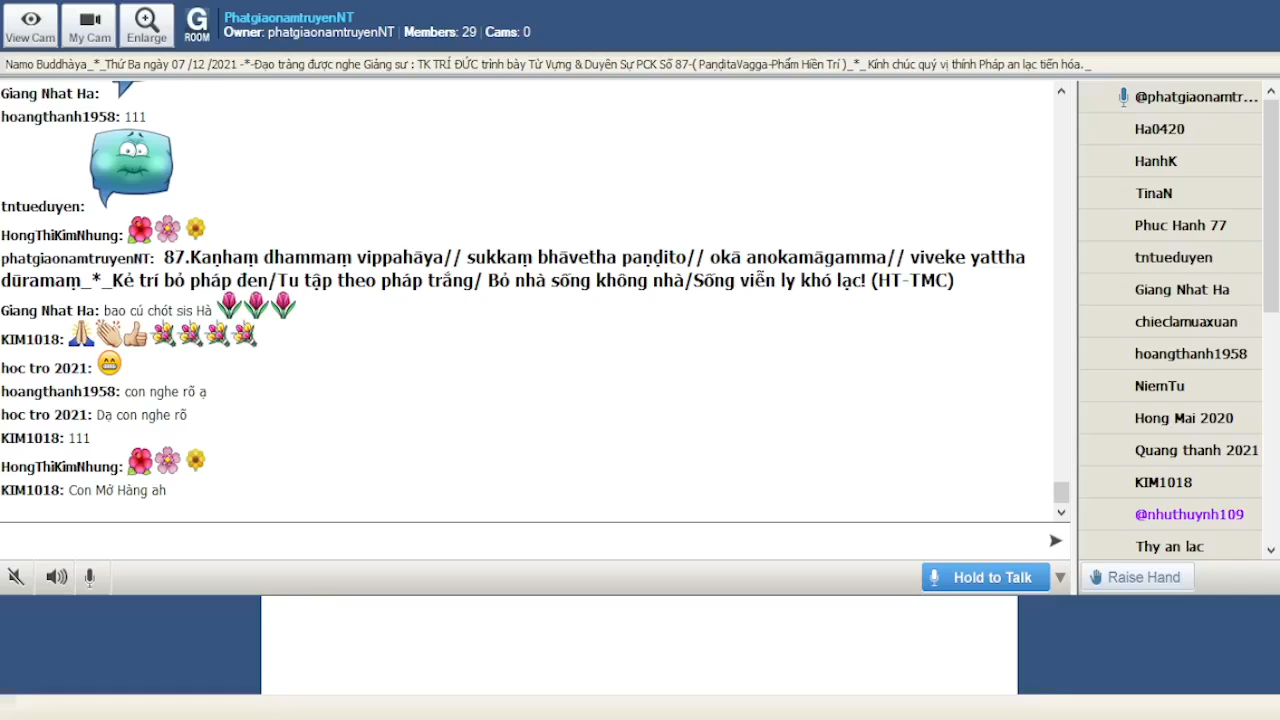 View Cam
My Cam
Enlarge
G
ROOM
PhatgiaonamtruyenNT
Owner: phatgiaonamtruyenNT | Members: 29 | Cams: 0
Namo Buddhàya_*_Thứ Ba ngày 07 /12 /2021 -*-Đạo tràng được nghe Giảng sư : TK TRÍ ĐỨC trình bày Từ Vựng & Duyên Sự PCK Số 87-( PaṇḍitaVagga-Phẩm Hiền Trí )_*_ Kính chúc quý vị thính Pháp an lạc tiến hóa._
Giang Nhat Ha:
hoangthanh1958: 111
tntueduyen:
HongThiKimNhung:
phatgiaonamtruyenNT: 87.Kaṇhaṃ dhammaṃ vippahāya// sukkaṃ bhāvetha paṇḍito// okā anokamāgamma// viveke yattha
dūramaṃ_*_Kẻ trí bỏ pháp đen/Tu tập theo pháp trắng/ Bỏ nhà sống không nhà/Sống viễn ly khó lạc! (HT-TMC)
Giang Nhat Ha: bao cú chót sis Hà
KIM1018:
hoc tro 2021:
hoangthanh1958: con nghe rõ ạ
hoc tro 2021: Dạ con nghe rõ
KIM1018: 111
HongThiKimNhung:
KIM1018: Con Mở Hàng ah
@phatgiaonamtr...
Ha0420
HanhK
TinaN
Phuc Hanh 77
tntueduyen
Giang Nhat Ha
chieclamuaxuan
hoangthanh1958
NiemTu
Hong Mai 2020
Quang thanh 2021
KIM1018
@nhuthuynh109
Thy an lac
Hold to Talk
Raise Hand